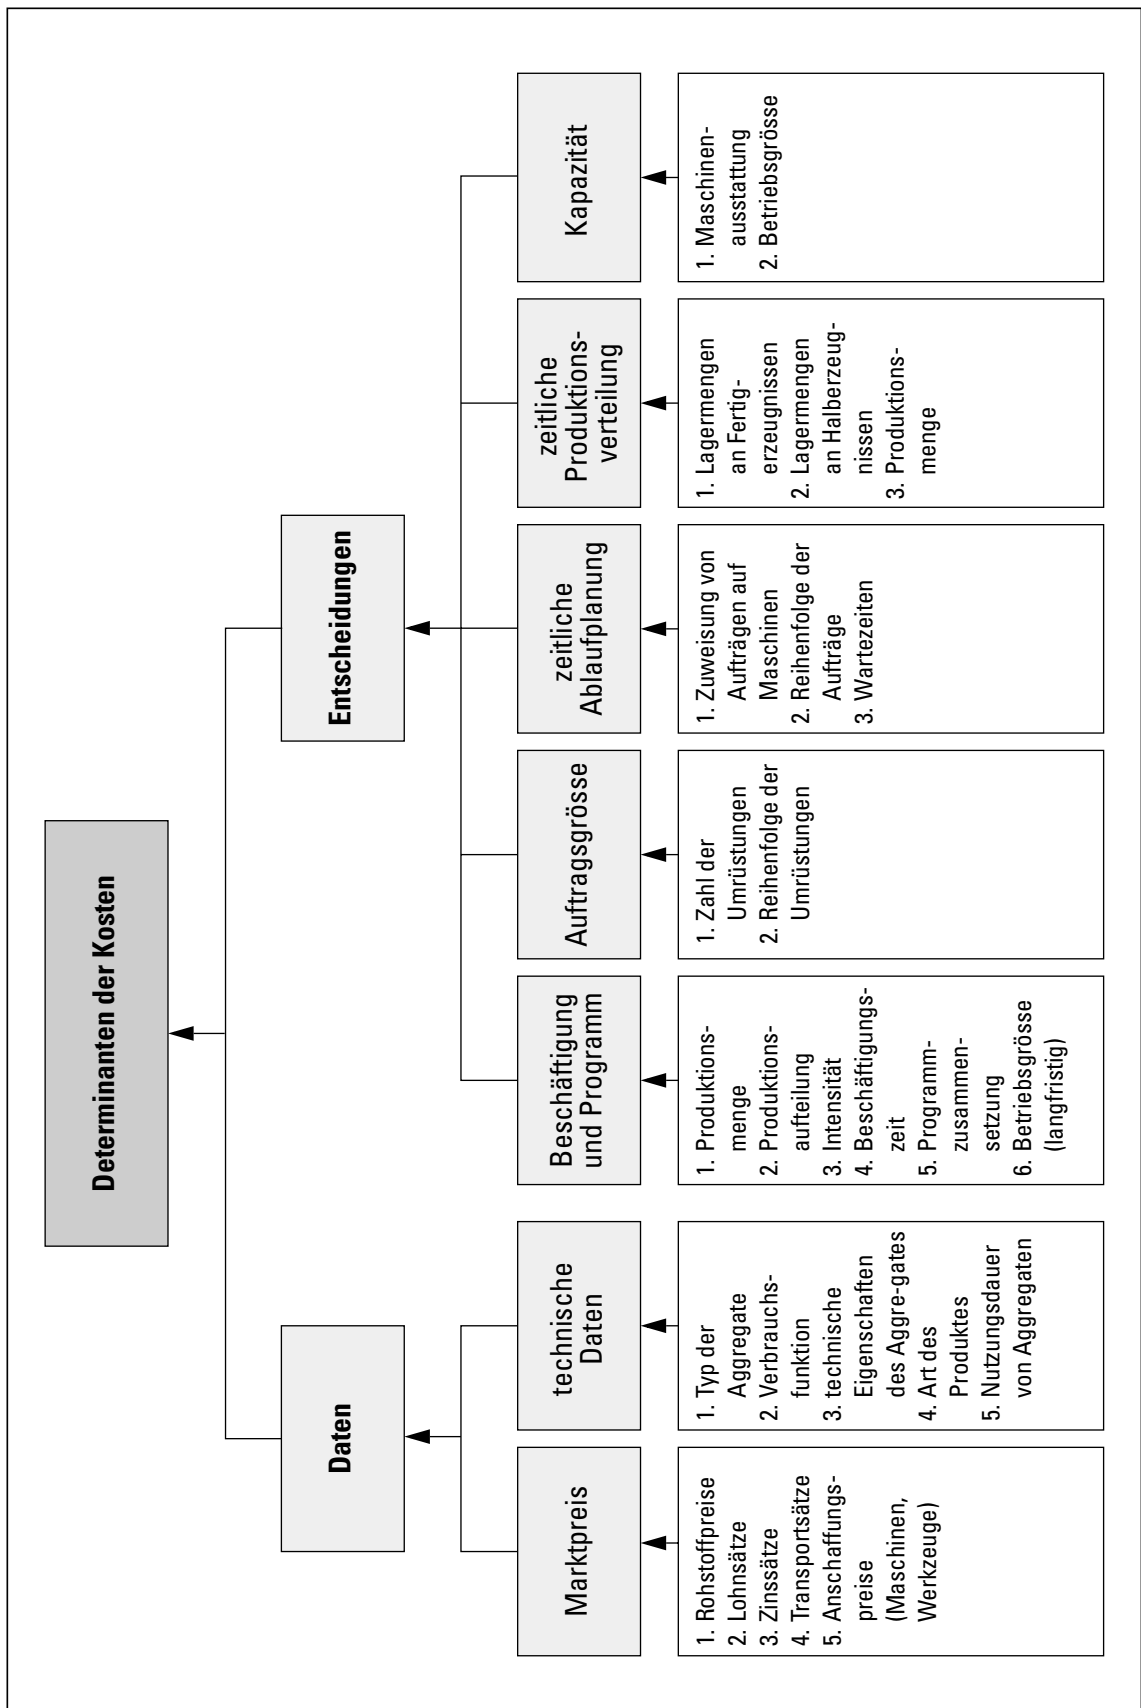 Determinanten der Kosten
Daten
Entscheidungen
Marktpreis
technische
Daten
Beschäftigung
und Programm
Auftragsgrösse
zeitliche
Ablaufplanung
zeitliche
Produktions-
verteilung
Kapazität
1. Rohstoffpreise
2. Lohnsätze
3. Zinssätze
4. Transportsätze
5. Anschaffungs-
preise
(Maschinen,
Werkzeuge)
1. Typ der
Aggregate
2. Verbrauchs-
funktion
3. technische
Eigenschaften
des Aggre-gates
4. Art des
Produktes
5. Nutzungsdauer
von Aggregaten
1. Produktions-
menge
2. Produktions-
aufteilung
3. Intensität
4. Beschäftigungs-
zeit
5. Programm-
zusammen-
setzung
6. Betriebsgrösse
(langfristig)
1. Zahl der
Umrüstungen
2. Reihenfolge der
Umrüstungen
1. Zuweisung von
Aufträgen auf
Maschinen
2. Reihenfolge der
Aufträge
3. Wartezeiten
1. Lagermengen
an Fertig-
erzeugnissen
2. Lagermengen
an Halberzeug-
nissen
3. Produktions-
menge
1. Maschinen-
ausstattung
2. Betriebsgrösse